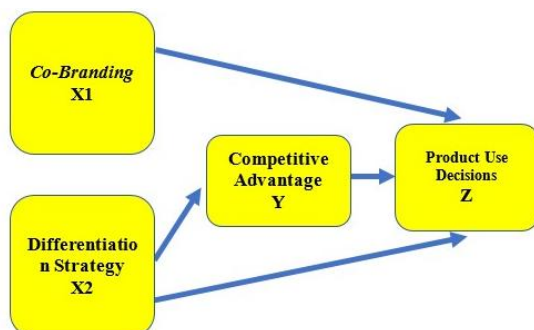 Co-Branding
X1
Competitive
Advantage
Y
Product Use
Decisions
Z
Differentiatio
n Strategy
X2